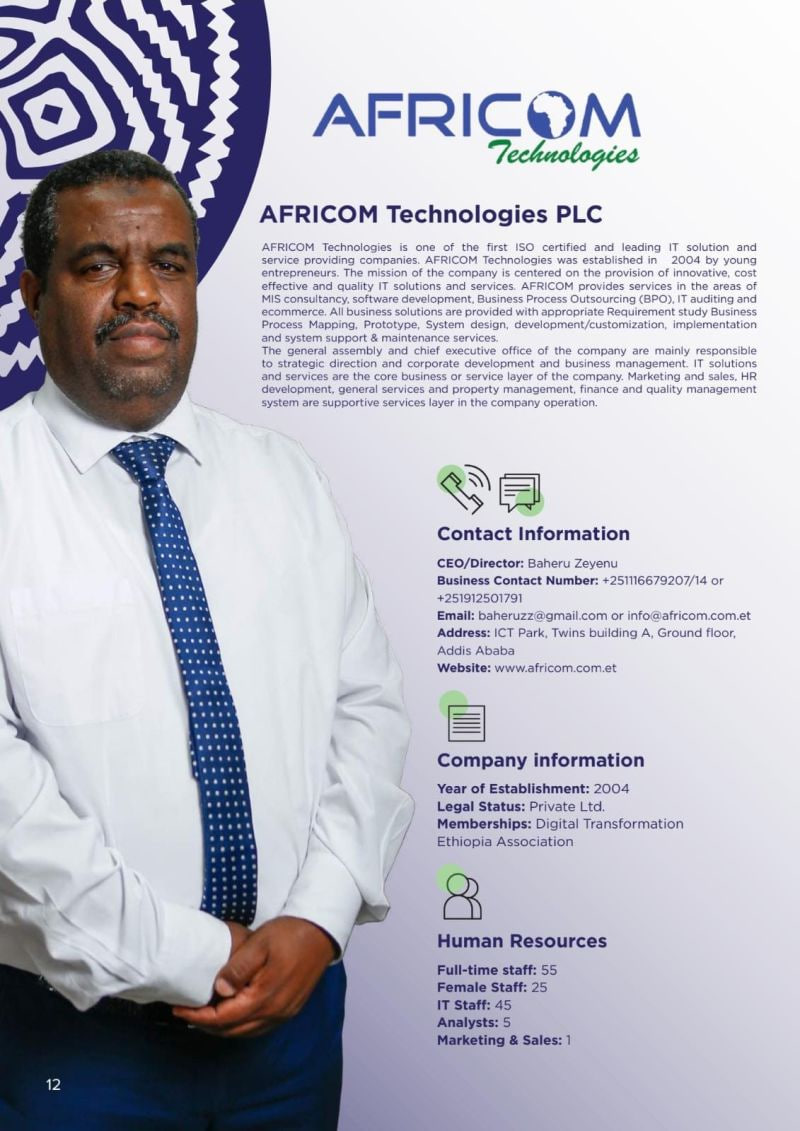 AFRICOM
Technologies
AFRICOM Technologies PLC
AFRICOM Technologies is one of the first ISO certified and leading IT solution and
service providing companies. AFRICOM Technologies was established in 2004 by young
entrepreneurs. The mission of the company is centered on the provision of innovative, cost
effective and quality IT solutions and services. AFRICOM provides services in the areas of
MIS consultancy, software development, Business Process Outsourcing (BPO), IT auditing and
ecommerce. All business solutions are provided with appropriate Requirement study Business
Process Mapping, Prototype, System design, development/customization, implementation
and system support & maintenance services.
The general assembly and chief executive office of the company are mainly responsible
to strategic direction and corporate development and business management. IT solutions
and services are the core business or service layer of the company. Marketing and sales, HR
development, general services and property management, finance and quality management
system are supportive services layer in the company operation.
Contact Information
CEO/Director: Baheru Zeyenu
Business Contact Number: +251116679207/14 or
+251912501791
Email: baheruzz@gmail.com or info@africom.com.et
Address: ICT Park, Twins building A, Ground floor,
Addis Ababa
Website: www.africom.com.et
Company information
Year of Establishment: 2004
Legal Status: Private Ltd.
Memberships: Digital Transformation
Ethiopia Association
Human Resources
Full-time staff: 55
Female Staff: 25
IT Staff: 45
Analysts: 5
Marketing & Sales: 1
12